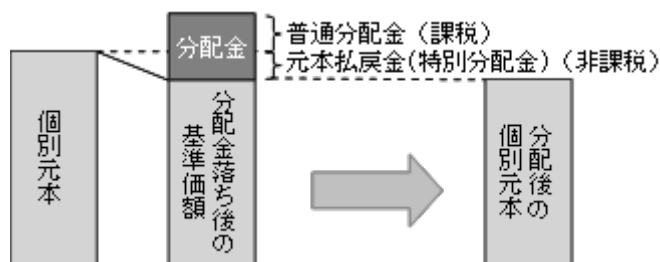 分配金
普通分配金（課税）
元本払戻金(特別分配金)（非課税）
個別元本
分配金落ち後の
基準価額
分配後の
個別元本